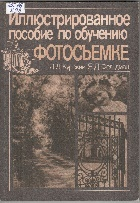 Иллюстрированное
пособие по обучению
ФОТОСЪЕМКЕ